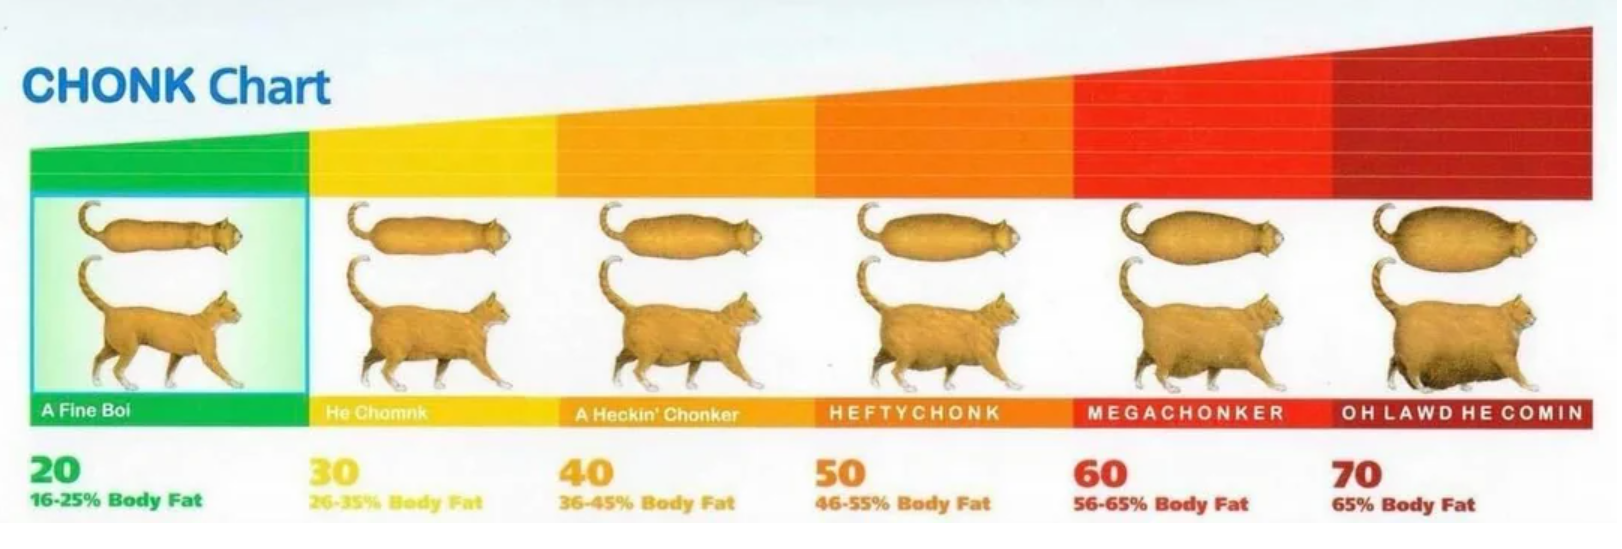 CHONK Chart
A Fine Boi
He Chomnk
A Heckin' Chonker
HEFTYCHONK
MEGACHONKER
OH LAWD HE COMIN
20
16-25% Body Fat
30
26-35% Body Fat
40
36-45% Body Fat
50
46-55% Body Fat
60
56-65% Body Fat
70
65% Body Fat